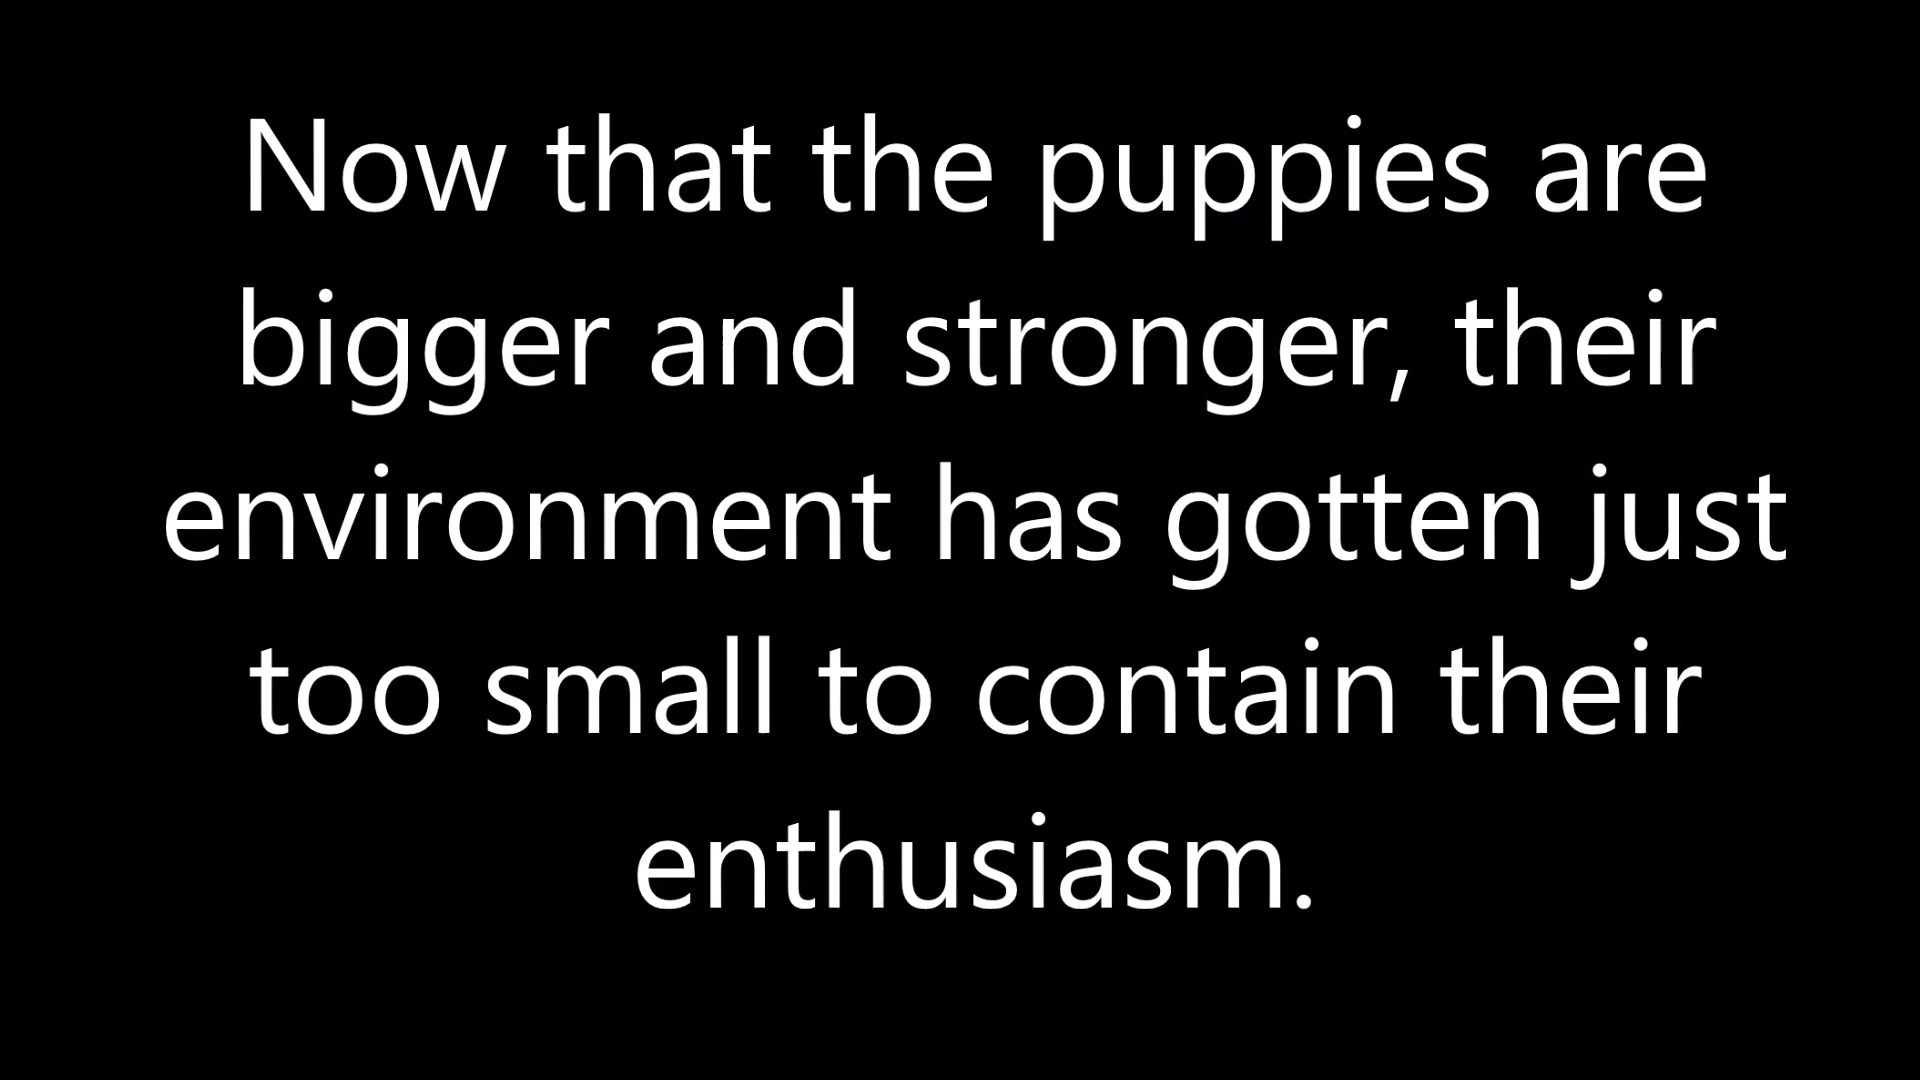 Now that the puppies are
bigger and stronger, their
environment has gotten just
too small to contain their
enthusiasm.